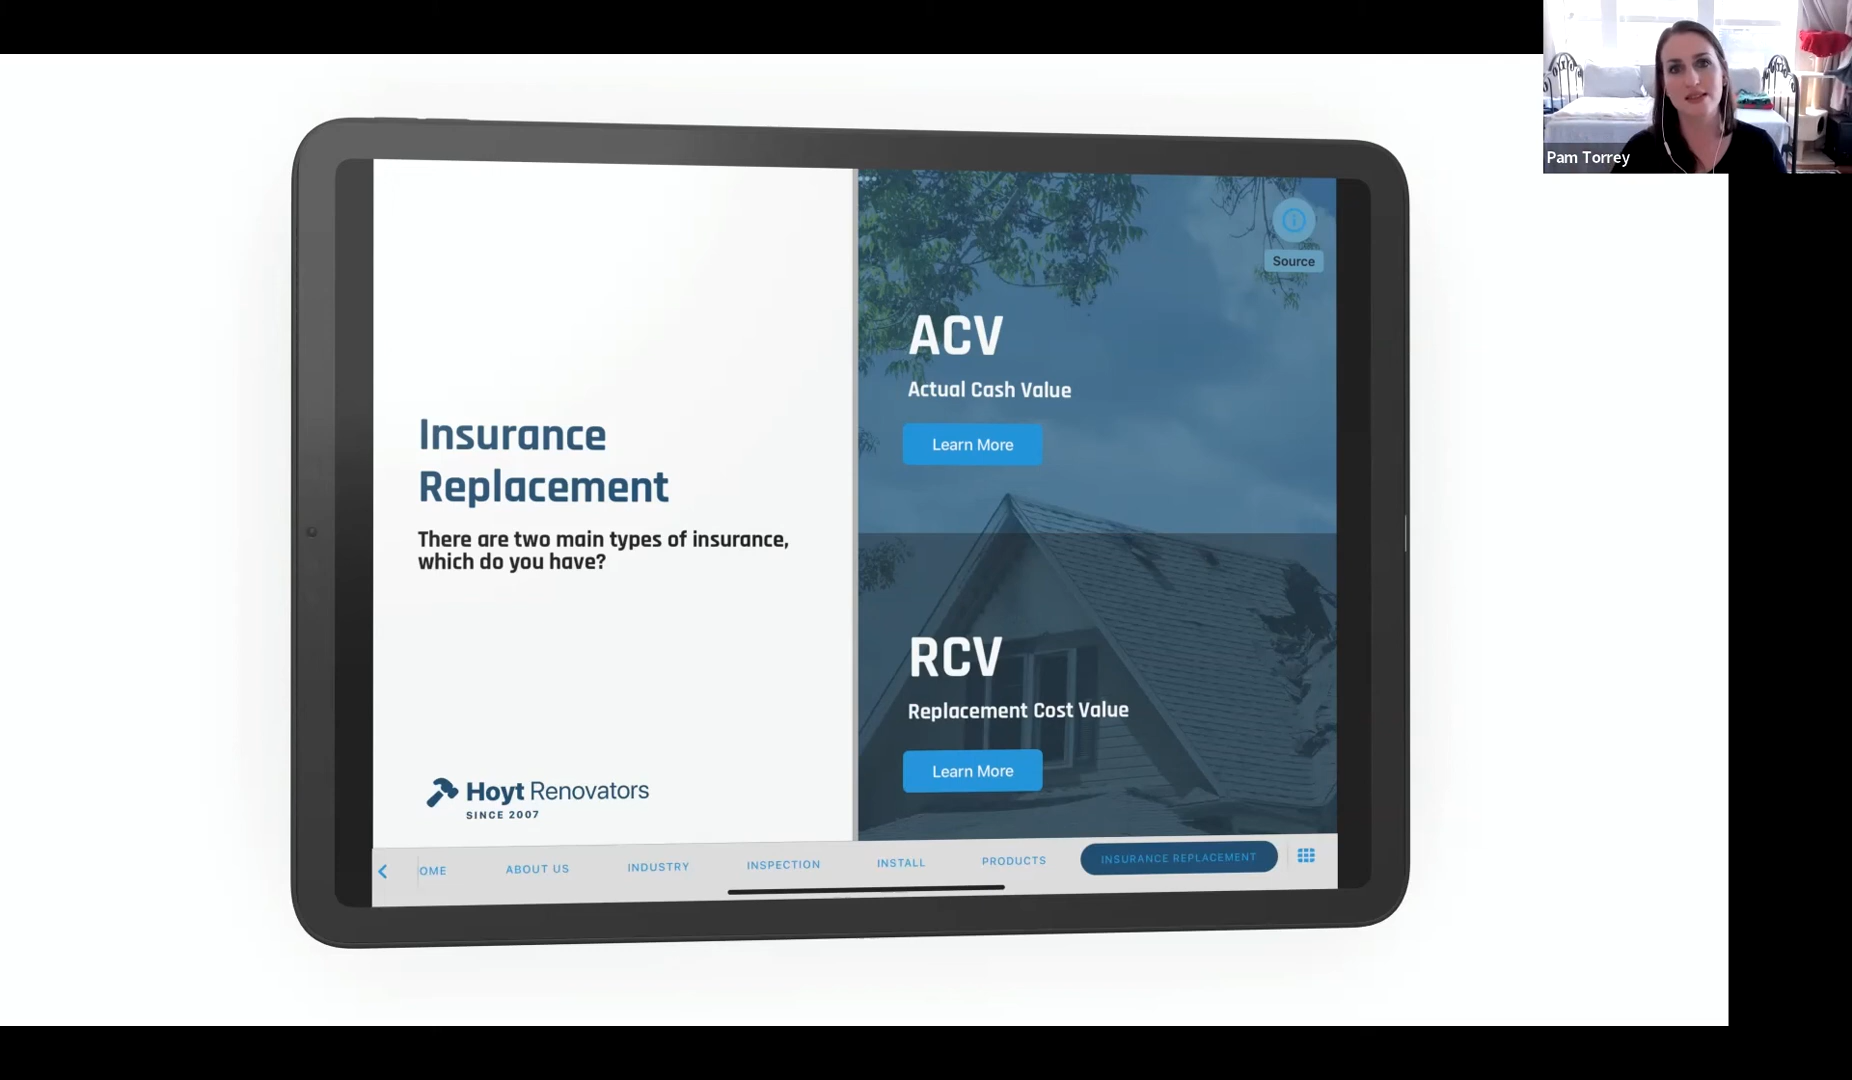 Pam Torrey
Source
ACV
Actual Cash Value
Learn More
Insurance
Replacement
There are two main types of insurance,
which do you have?
RCV
Replacement Cost Value
Learn More
Hoyt Renovators
SINCE 2007
OME
ABOUT US
INDUSTRY
INSPECTION
INSTALL
PRODUCTS
INSURANCE REPLACEMENT